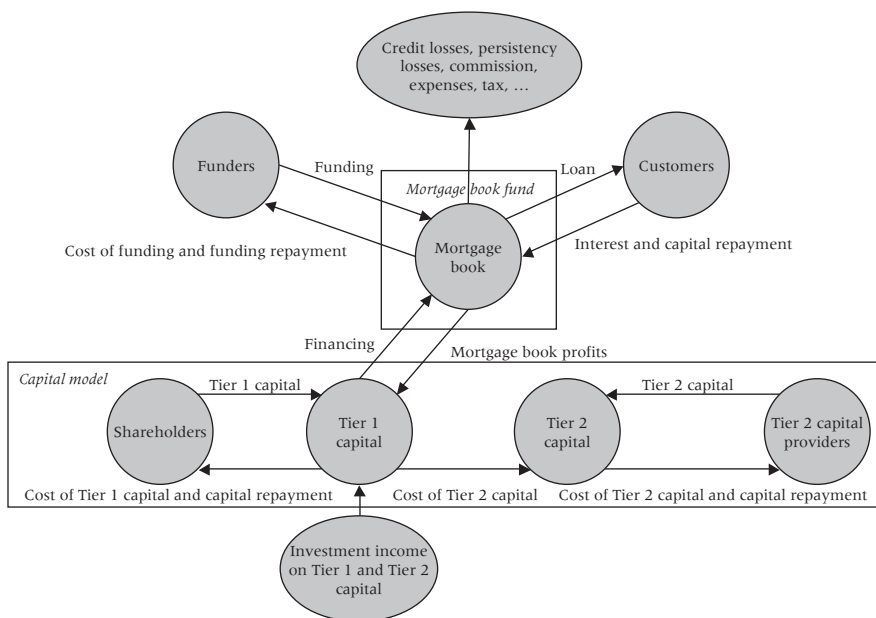 Credit losses, persistency
losses, commission,
expenses, tax, ...
Funders
Funding
Loan
Customers
Mortgage book fund
Cost of funding and funding repayment
Mortgage
book
Interest and capital repayment
Financing
Mortgage book profits
Capital model
Tier 1 capital
Tier 2 capital
Shareholders
Tier 1
capital
Tier 2
capital
Tier 2 capital
providers
Cost of Tier 1 capital and capital repayment
Cost of Tier 2 capital
Cost of Tier 2 capital and capital repayment
Investment income
on Tier 1 and Tier 2
capital